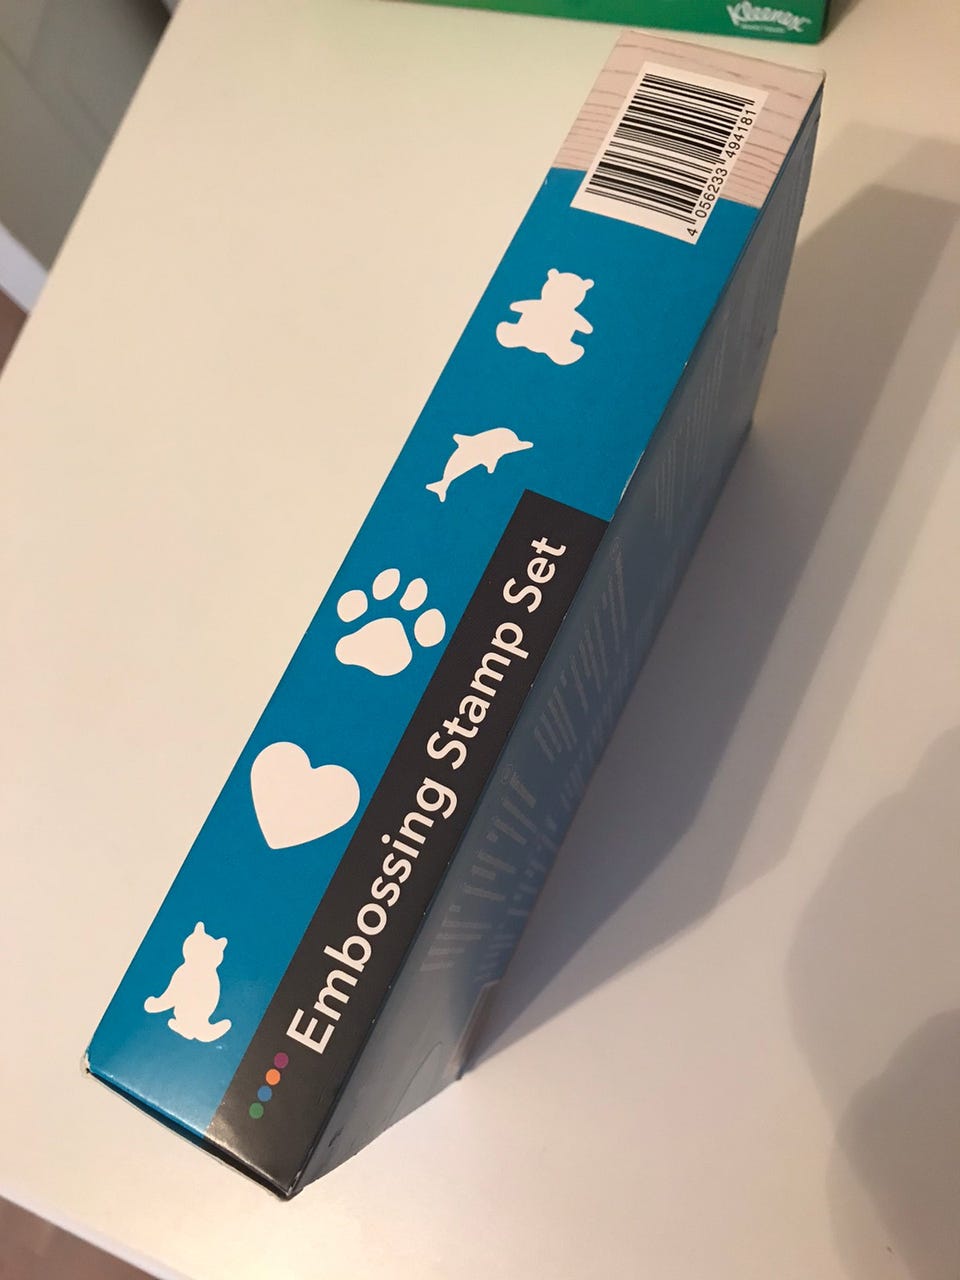 Kleenex
4 056233 494181
Embossing Stamp Set